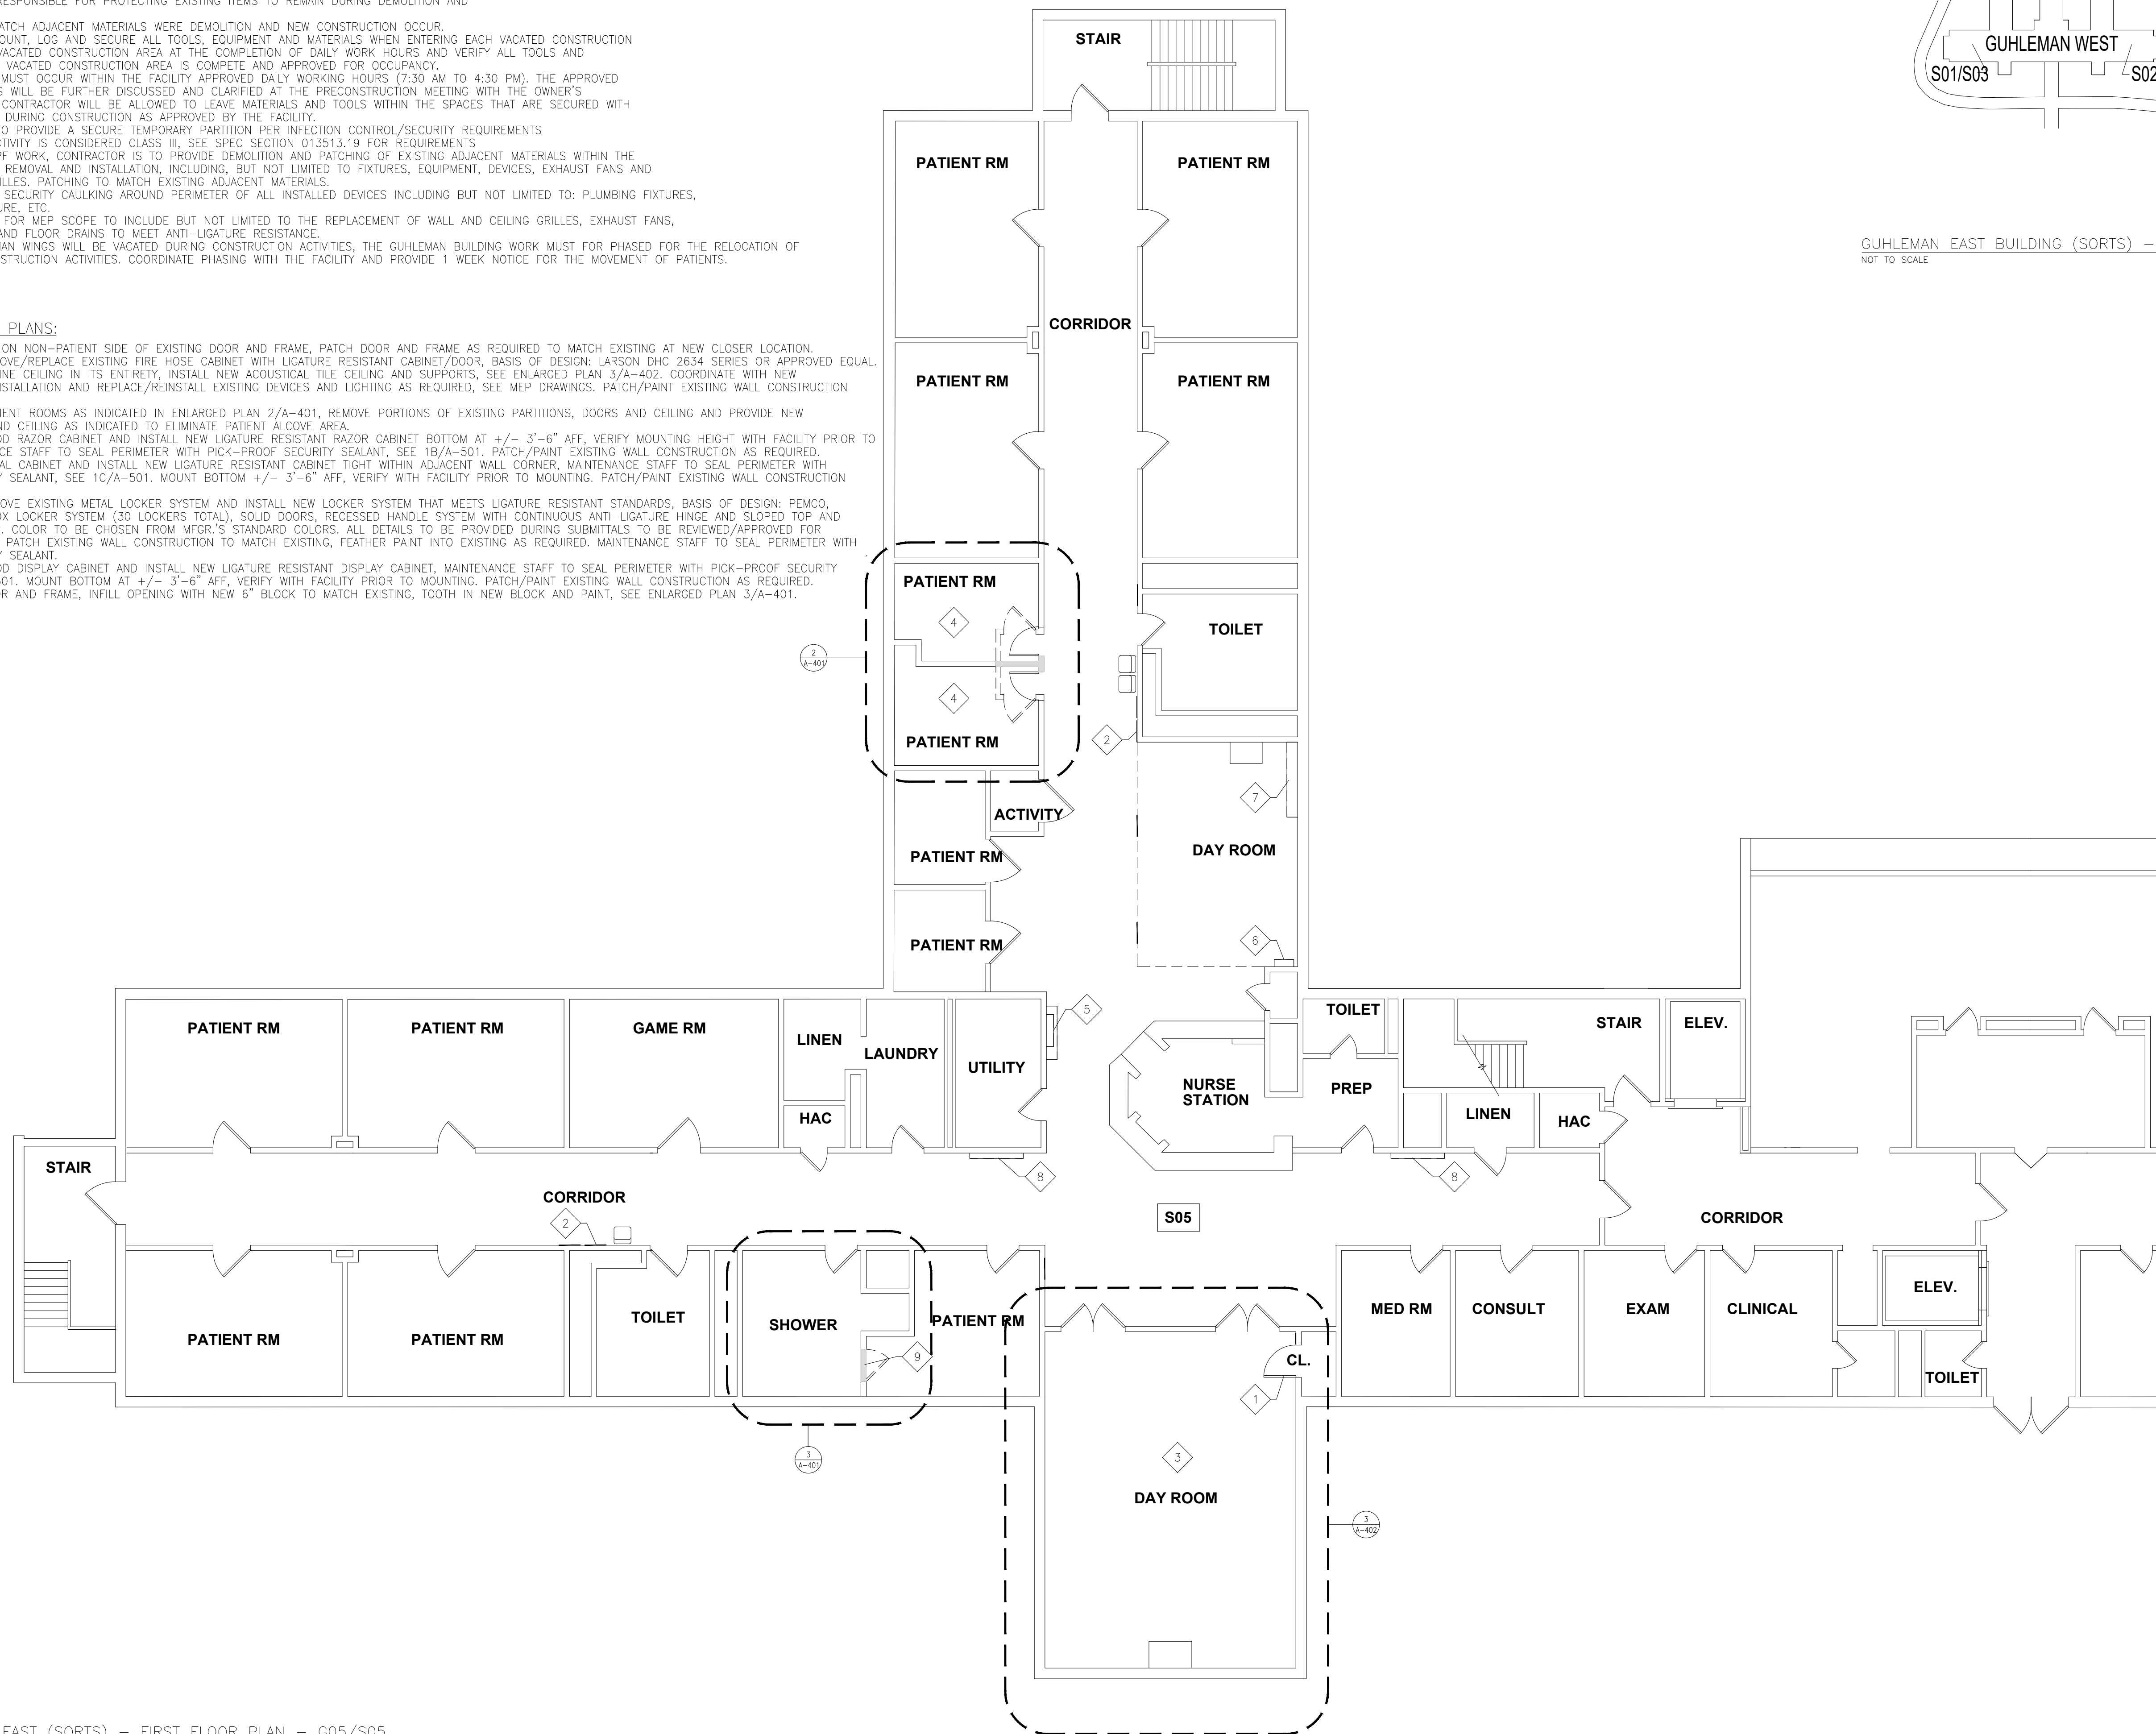 RESPONSIBLE FOR PROTECTING EXISTING ITEMS TO REMAIN DURING DEMOLITION AND
ATCH ADJACENT MATERIALS WERE DEMOLITION AND NEW CONSTRUCTION OCCUR.
OUNT, LOG AND SECURE ALL TOOLS, EQUIPMENT AND MATERIALS WHEN ENTERING EACH VACATED CONSTRUCTION
VACATED CONSTRUCTION AREA AT THE COMPLETION OF DAILY WORK HOURS AND VERIFY ALL TOOLS AND
VACATED CONSTRUCTION AREA IS COMPETE AND APPROVED FOR OCCUPANCY.
MUST OCCUR WITHIN THE FACILITY APPROVED DAILY WORKING HOURS (7:30 AM TO 4:30 PM). THE APPROVED
S WILL BE FURTHER DISCUSSED AND CLARIFIED AT THE PRECONSTRUCTION MEETING WITH THE OWNER'S
CONTRACTOR WILL BE ALLOWED TO LEAVE MATERIALS AND TOOLS WITHIN THE SPACES THAT ARE SECURED WITH
DURING CONSTRUCTION AS APPROVED BY THE FACILITY.
TO PROVIDE A SECURE TEMPORARY PARTITION PER INFECTION CONTROL/SECURITY REQUIREMENTS
CTIVITY IS CONSIDERED CLASS III, SEE SPEC SECTION 013513.19 FOR REQUIREMENTS
PF WORK, CONTRACTOR IS TO PROVIDE DEMOLITION AND PATCHING OF EXISTING ADJACENT MATERIALS WITHIN THE
REMOVAL AND INSTALLATION, INCLUDING, BUT NOT LIMITED TO FIXTURES, EQUIPMENT, DEVICES, EXHAUST FANS AND
ILLES. PATCHING TO MATCH EXISTING ADJACENT MATERIALS.
SECURITY CAULKING AROUND PERIMETER OF ALL INSTALLED DEVICES INCLUDING BUT NOT LIMITED TO: PLUMBING FIXTURES,
URE, ETC.
FOR MEP SCOPE TO INCLUDE BUT NOT LIMITED TO THE REPLACEMENT OF WALL AND CEILING GRILLES, EXHAUST FANS,
AND FLOOR DRAINS TO MEET ANTI-LIGATURE RESISTANCE.
MAN WINGS WILL BE VACATED DURING CONSTRUCTION ACTIVITIES, THE GUHLEMAN BUILDING WORK MUST FOR PHASED FOR THE RELOCATION OF
NSTRUCTION ACTIVITIES. COORDINATE PHASING WITH THE FACILITY AND PROVIDE 1 WEEK NOTICE FOR THE MOVEMENT OF PATIENTS.
PLANS:
ON NON-PATIENT SIDE OF EXISTING DOOR AND FRAME, PATCH DOOR AND FRAME AS REQUIRED TO MATCH EXISTING AT NEW CLOSER LOCATION.
OVE/REPLACE EXISTING FIRE HOSE CABINET WITH LIGATURE RESISTANT CABINET/DOOR, BASIS OF DESIGN: LARSON DHC 2634 SERIES OR APPROVED EQUAL.
INE CEILING IN ITS ENTIRETY, INSTALL NEW ACOUSTICAL TILE CEILING AND SUPPORTS, SEE ENLARGED PLAN 3/A-402. COORDINATE WITH NEW
NSTALLATION AND REPLACE/REINSTALL EXISTING DEVICES AND LIGHTING AS REQUIRED, SEE MEP DRAWINGS. PATCH/PAINT EXISTING WALL CONSTRUCTION
IENT ROOMS AS INDICATED IN ENLARGED PLAN 2/A-401, REMOVE PORTIONS OF EXISTING PARTITIONS, DOORS AND CEILING AND PROVIDE NEW
ND CEILING AS INDICATED TO ELIMINATE PATIENT ALCOVE AREA.
OD RAZOR CABINET AND INSTALL NEW LIGATURE RESISTANT RAZOR CABINET BOTTOM AT +/- 3'-6" AFF, VERIFY MOUNTING HEIGHT WITH FACILITY PRIOR TO
CE STAFF TO SEAL PERIMETER WITH PICK-PROOF SECURITY SEALANT, SEE 1B/A-501. PATCH/PAINT EXISTING WALL CONSTRUCTION AS REQUIRED.
AL CABINET AND INSTALL NEW LIGATURE RESISTANT CABINET TIGHT WITHIN ADJACENT WALL CORNER, MAINTENANCE STAFF TO SEAL PERIMETER WITH
Y SEALANT, SEE 1C/A-501. MOUNT BOTTOM +/- 3'-6" AFF, VERIFY WITH FACILITY PRIOR TO MOUNTING. PATCH/PAINT EXISTING WALL CONSTRUCTION
OVE EXISTING METAL LOCKER SYSTEM AND INSTALL NEW LOCKER SYSTEM THAT MEETS LIGATURE RESISTANT STANDARDS, BASIS OF DESIGN: PEMCO,
OX LOCKER SYSTEM (30 LOCKERS TOTAL), SOLID DOORS, RECESSED HANDLE SYSTEM WITH CONTINUOUS ANTI-LIGATURE HINGE AND SLOPED TOP AND
. COLOR TO BE CHOSEN FROM MFGR.'S STANDARD COLORS. ALL DETAILS TO BE PROVIDED DURING SUBMITTALS TO BE REVIEWED/APPROVED FOR
PATCH EXISTING WALL CONSTRUCTION TO MATCH EXISTING, FEATHER PAINT INTO EXISTING AS REQUIRED. MAINTENANCE STAFF TO SEAL PERIMETER WITH
Y SEALANT.
OD DISPLAY CABINET AND INSTALL NEW LIGATURE RESISTANT DISPLAY CABINET, MAINTENANCE STAFF TO SEAL PERIMETER WITH PICK-PROOF SECURITY
501. MOUNT BOTTOM AT +/- 3'-6" AFF, VERIFY WITH FACILITY PRIOR TO MOUNTING. PATCH/PAINT EXISTING WALL CONSTRUCTION AS REQUIRED.
OR AND FRAME, INFILL OPENING WITH NEW 6" BLOCK TO MATCH EXISTING, TOOTH IN NEW BLOCK AND PAINT, SEE ENLARGED PLAN 3/A-401.
GUHLEMAN WEST
S01/S03
S02
GUHLEMAN EAST BUILDING (SORTS) -
NOT TO SCALE
STAIR
PATIENT RM
PATIENT RM
CORRIDOR
PATIENT RM
PATIENT RM
PATIENT RM
4
TOILET
2
A-401
4
PATIENT RM
2
7
ACTIVITY
DAY ROOM
PATIENT RM
6
PATIENT RM
5
TOILET
PATIENT RM
PATIENT RM
GAME RM
LINEN
LAUNDRY
UTILITY
STAIR
ELEV.
NURSE
STATION
PREP
HAC
LINEN
HAC
STAIR
8
8
CORRIDOR
2
S05
CORRIDOR
PATIENT RM
PATIENT RM
TOILET
SHOWER
PATIENT RM
9
CL.
1
MED RM
CONSULT
EXAM
CLINICAL
ELEV.
TOILET
3
A-401
3
DAY ROOM
3
A-402
EAST (SORTS) - FIRST FLOOR PLAN - G05/S05